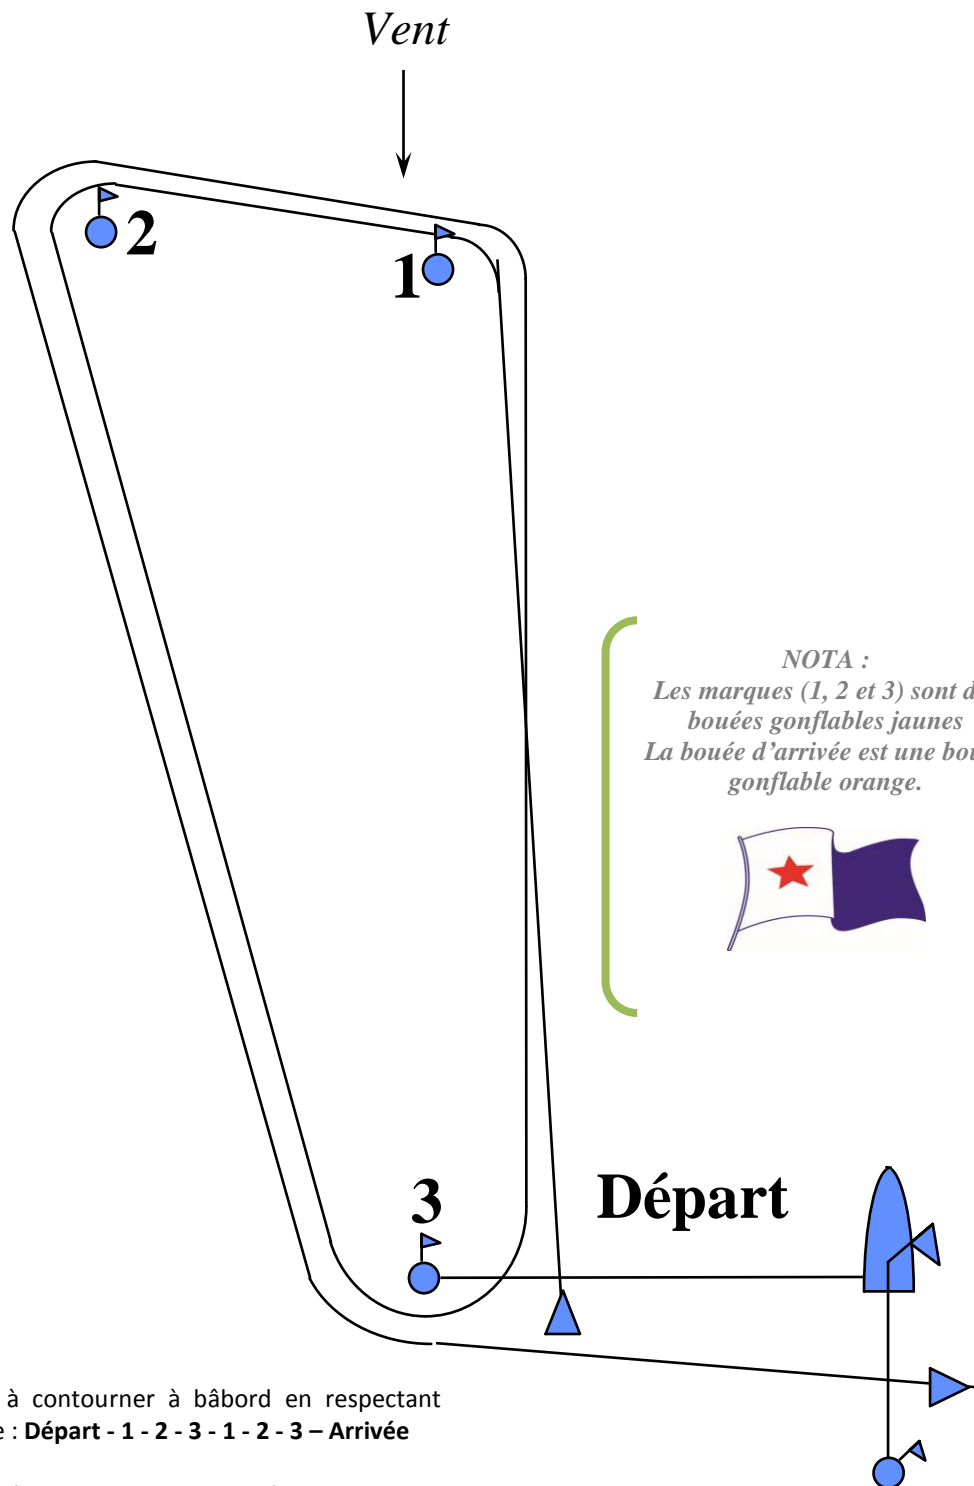 Vent
2
1
NOTA :
Les marques (1, 2 et 3) sont d
bouées gonflables jaunes
La bouée d’arrivée est une bou
gonflable orange.
3
Départ
à contourner à bâbord en respectant
e : Départ - 1 - 2 - 3 - 1 - 2 - 3 – Arrivée